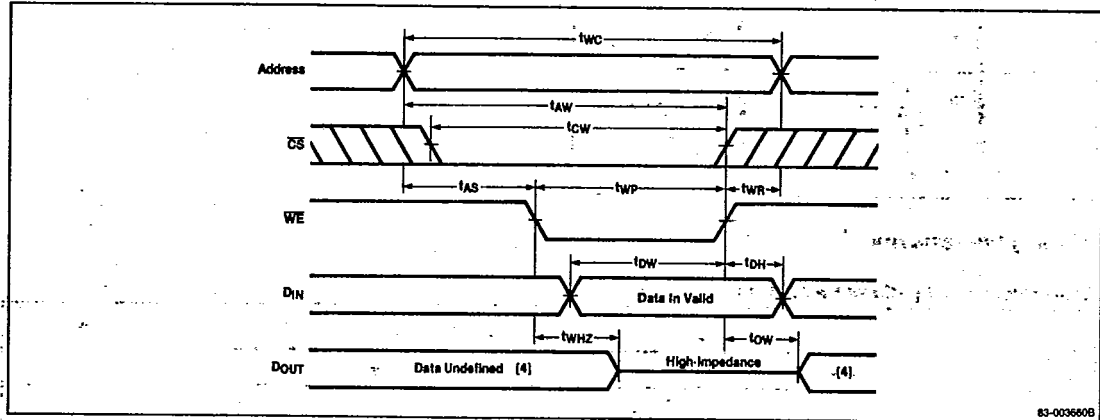 tWC
Address
tAW
tCW
CS
tAS tWP tWR
WE
tDW tDH
DIN Data In Valid
tWHZ tOW
DOUT Data Undefined [4] High-Impedance [4]
83-003660B